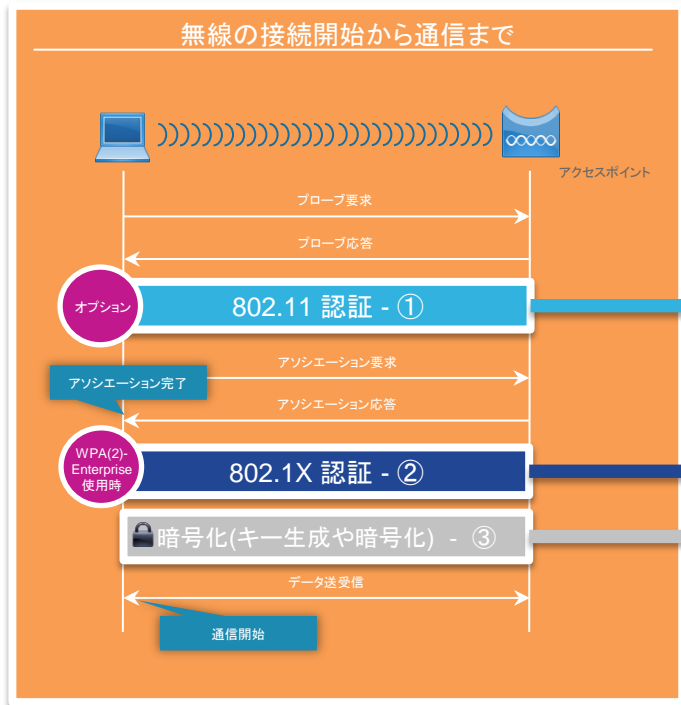 無線の接続開始から通信まで
アクセスポイント
プローブ要求
プローブ応答
オプション
802.11 認証 - ①
アソシエーション要求
アソシエーション完了
アソシエーション応答
WPA(2)-
Enterprise
使用時
802.1X 認証 - ②
暗号化(キー生成や暗号化) - ③
データ送受信
通信開始